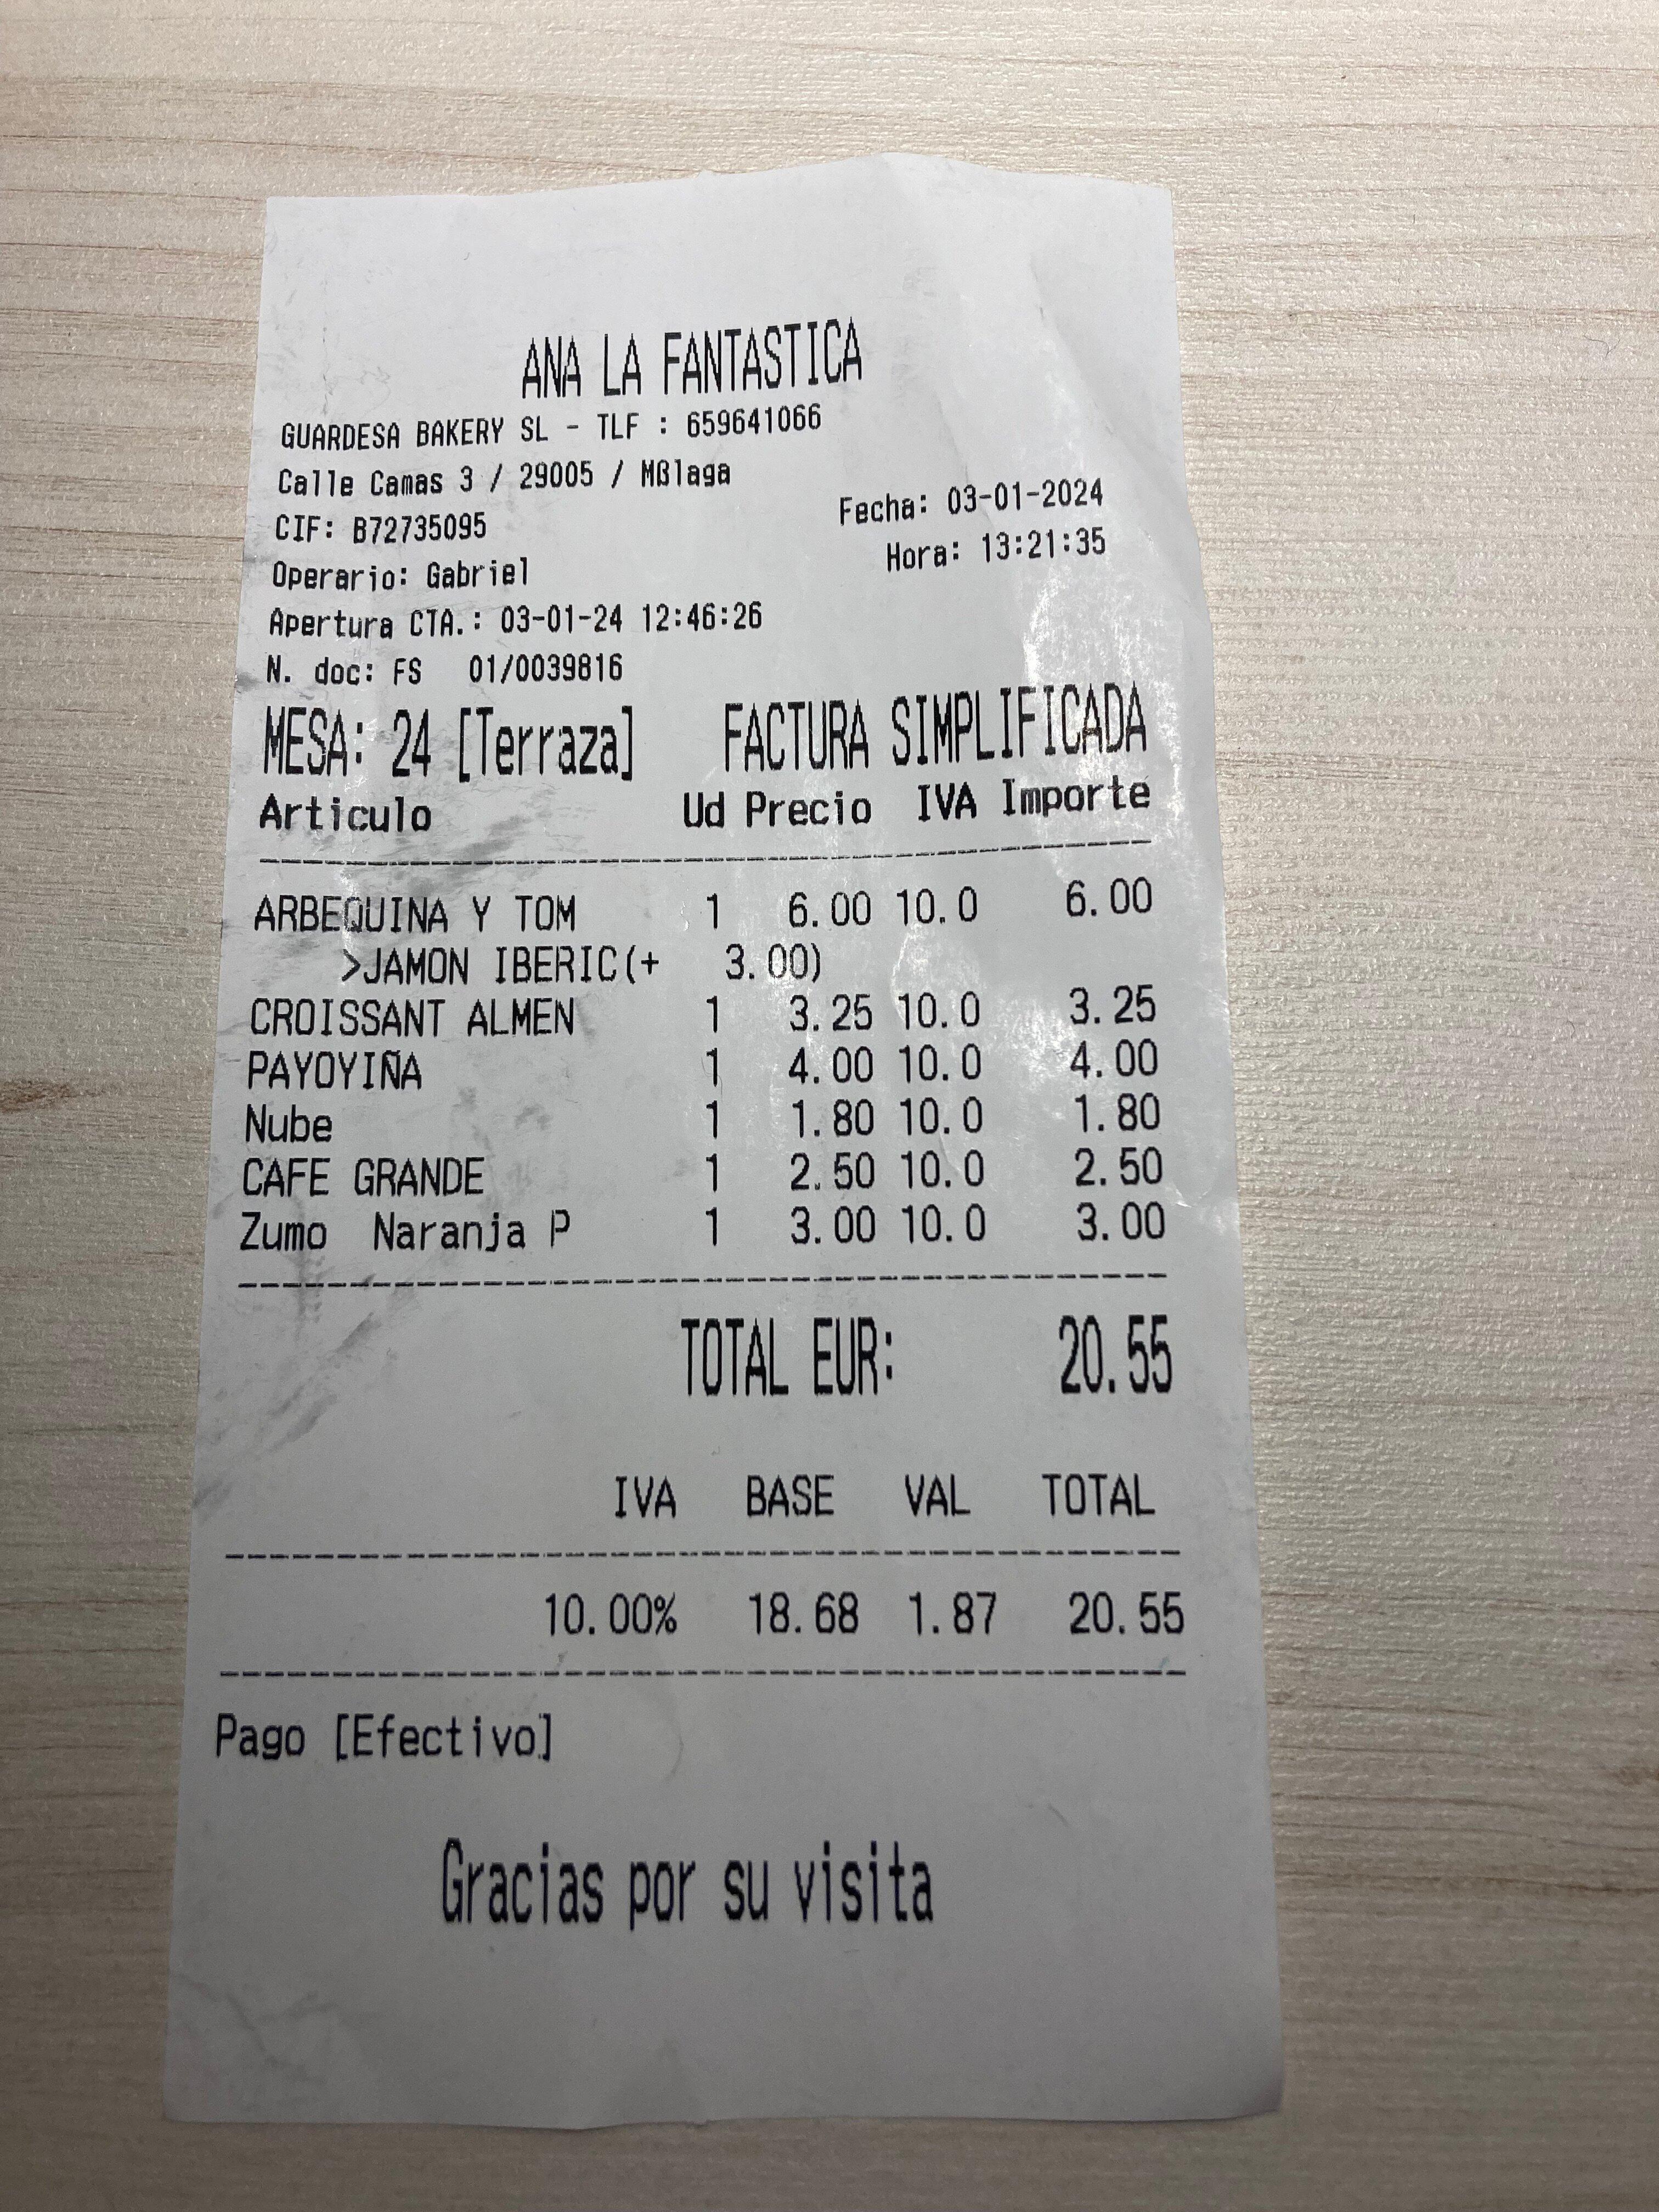 ANA LA FANTASTICA
GUARDESA BAKERY SL - TLF : 659641066
Calle Camas 3 / 29005 / Mßlaga
CIF: B72735095
Fecha: 03-01-2024
Operario: Gabriel
Hora: 13:21:35
Apertura CTA.: 03-01-24 12:46:26
N. doc: FS 01/0039816
MESA: 24 [Terraza] FACTURA SIMPLIFICADA
Articulo Ud Precio IVA Importe
ARBEQUINA Y TOM 1 6.00 10.0 6.00
>JAMON IBERIC(+ 3.00)
CROISSANT ALMEN 1 3.25 10.0 3.25
PAYOYIÑA 1 4.00 10.0 4.00
Nube 1 1.80 10.0 1.80
CAFE GRANDE 1 2.50 10.0 2.50
Zumo Naranja P 1 3.00 10.0 3.00
TOTAL EUR: 20.55
IVA BASE VAL TOTAL
10.00% 18.68 1.87 20.55
Pago [Efectivo]
Gracias por su visita